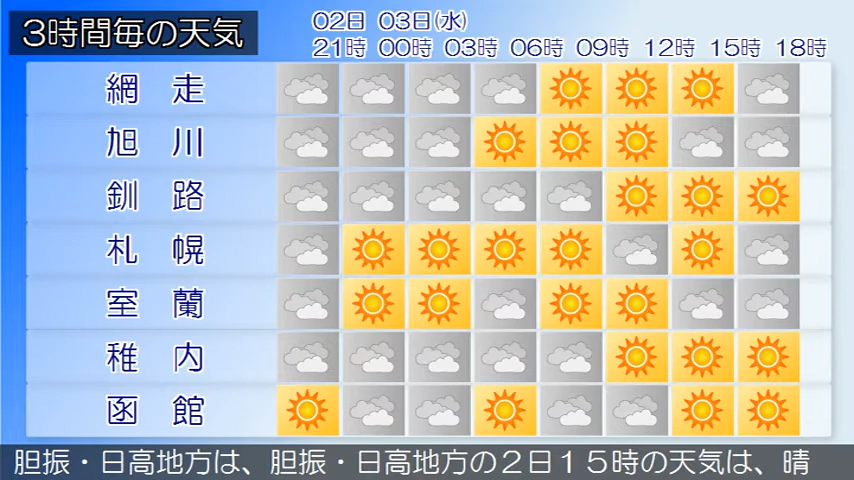 3時間毎の天気
02日 03日(水)
21時 00時 03時 06時 09時 12時 15時 18時
網 走
旭 川
釧 路
札 幌
室 蘭
稚 内
函 館
胆振・日高地方は、胆振・日高地方の２日１５時の天気は、晴